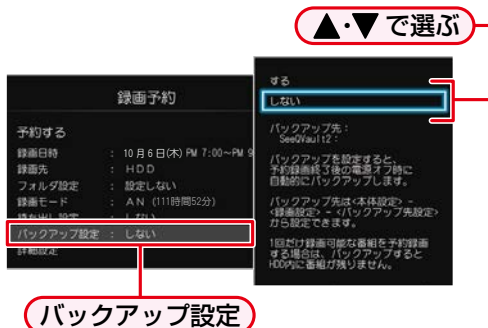 ▲・▼で選ぶ
録画予約
予約する
録画日時 : 10月6日(木) PM 7:00～PM 9
録画先 : HDD
フォルダ設定 : 設定しない
録画モード : AN (111時間52分)
バックアップ設定 : しない
詳細設定
する
しない
バックアップ先:
SeeQVault2:
バックアップを設定すると、
予約録画終了後の電源オフ時に
自動的にバックアップします。
バックアップ先は<本体設定> -
<録画設定> - <バックアップ先設定>
から設定できます。
1回だけ録画可能な番組を予約録画
する場合は、バックアップすると
HDD内に番組が残りません。
バックアップ設定